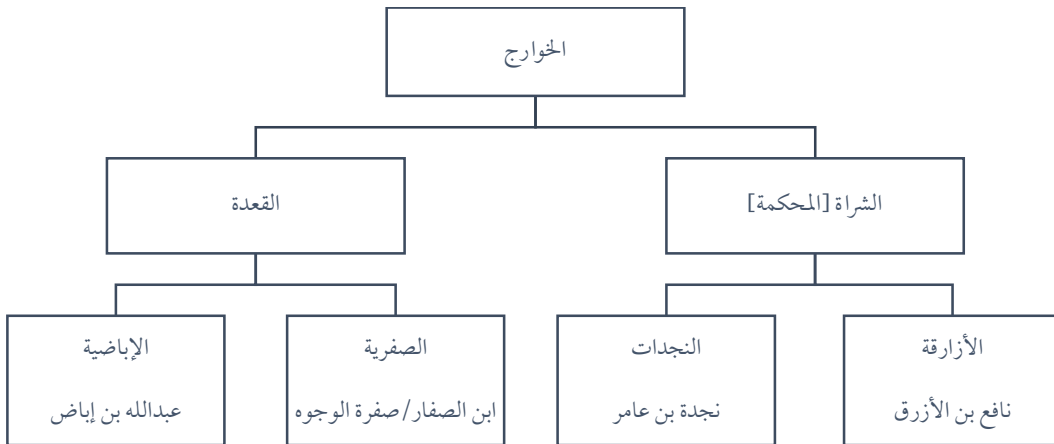 الخوارج
الشراة [المحكمة]
القعدة
الأزارقة
نافع بن الأزرق
النجدات
نجدة بن عامر
الصفرية
ابن الصفار/صفرة الوجوه
الإباضية
عبدالله بن إباض